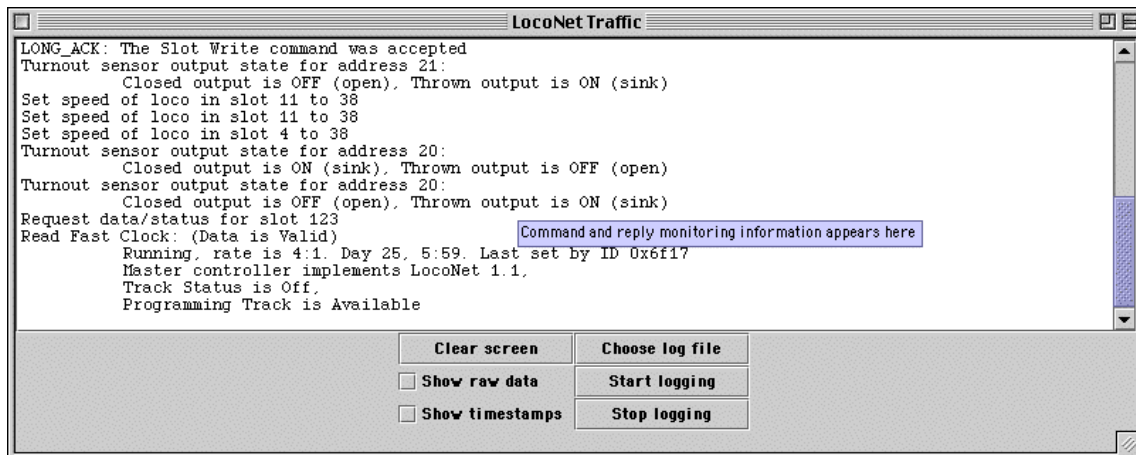 LocoNet Traffic
LONG_ACK: The Slot Write command was accepted
Turnout sensor output state for address 21:
Closed output is OFF (open), Thrown output is ON (sink)
Set speed of loco in slot 11 to 38
Set speed of loco in slot 11 to 38
Set speed of loco in slot 4 to 38
Turnout sensor output state for address 20:
Closed output is ON (sink), Thrown output is OFF (open)
Turnout sensor output state for address 20:
Closed output is OFF (open), Thrown output is ON (sink)
Request data/status for slot 123
Read Fast Clock: (Data is Valid)
Command and reply monitoring information appears here
Running, rate is 4:1. Day 25, 5:59. Last set by ID 0x6f17
Master controller implements LocoNet 1.1,
Track Status is Off,
Programming Track is Available
Clear screen
Choose log file
Show raw data
Start logging
Show timestamps
Stop logging